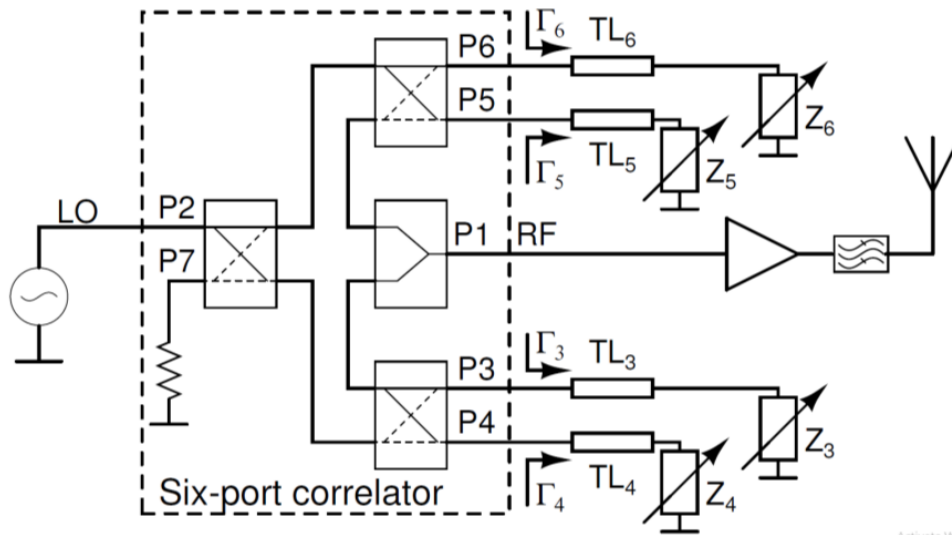 Γ6 TL6
P6
P5
Z6
TL5
Γ5 Z5
P2
LO
P7
P1 RF
Γ3 TL3
P3
P4
Z3
TL4
Γ4 Z4
Six-port correlator